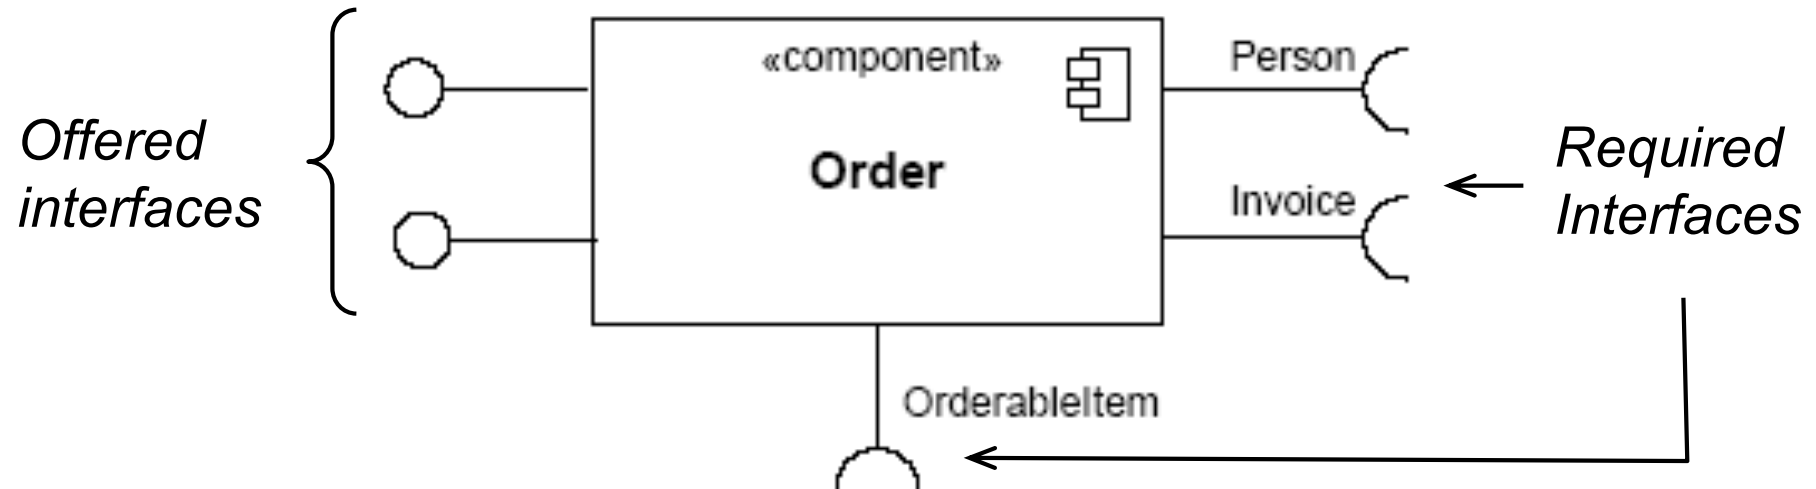 «component»
Person
Offered
interfaces
Order
Required
Interfaces
Invoice
OrderableItem